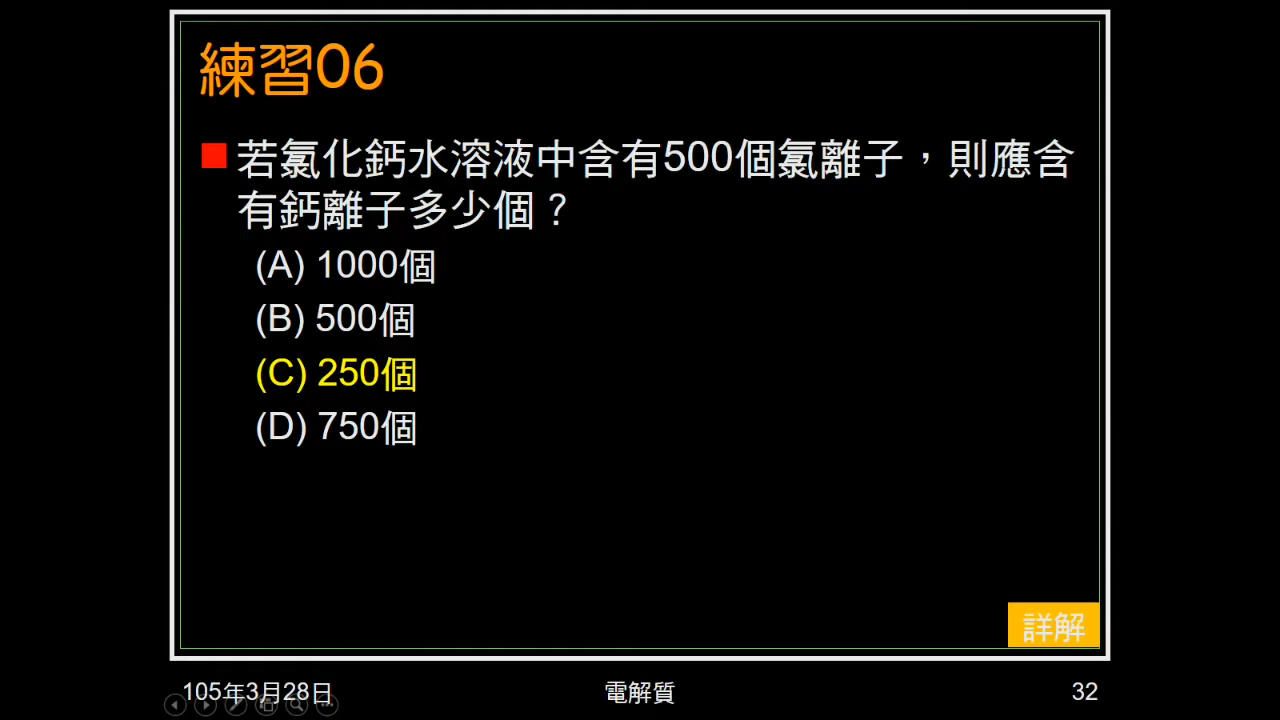 練習06
若氯化鈣水溶液中含有500個氯離子，則應含
有鈣離子多少個？
(A) 1000個
(B) 500個
(C) 250個
(D) 750個
詳解
105年3月28日
電解質
32